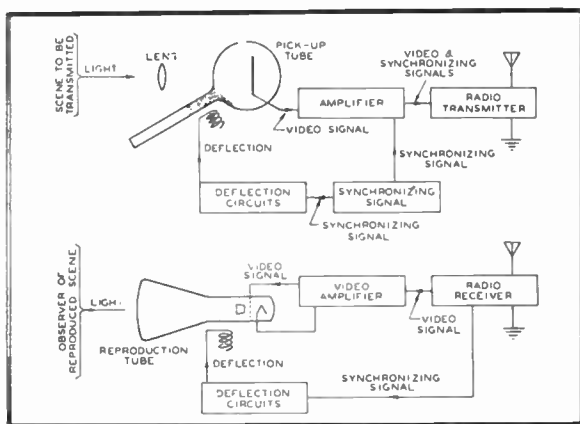 SCENE TO BE
TRANSMITTED
LIGHT
LENS
PICK-UP
TUBE
VIDEO SIGNAL
AMPLIFIER
VIDEO &
SYNCHRONIZING
SIGNALS
RADIO
TRANSMITTER
DEFLECTION
SYNCHRONIZING
SIGNAL
DEFLECTION
CIRCUITS
SYNCHRONIZING
SIGNAL
SYNCHRONIZING
SIGNAL
OBSERVER OF
REPRODUCED SCENE
LIGHT
REPRODUCTION
TUBE
VIDEO
SIGNAL
VIDEO
AMPLIFIER
VIDEO
SIGNAL
RADIO
RECEIVER
DEFLECTION
DEFLECTION
CIRCUITS
SYNCHRONIZING
SIGNAL